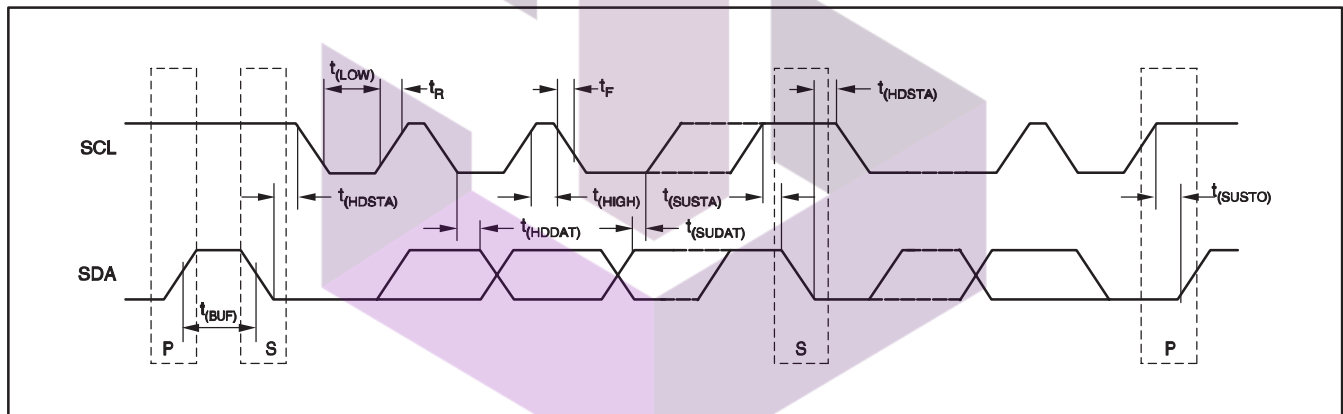 t(LOW)
tR
tF
t(HDSTA)
SCL
t(HDSTA)
t(HIGH)
t(SUSTA)
t(SUSTO)
t(HDDAT)
t(SUDAT)
SDA
t(BUF)
P
S
S
P